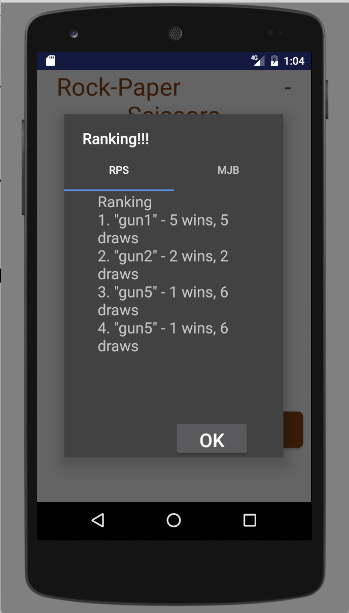 4G 1:04
Rock-Paper -
Scissors
Ranking!!!
RPS MJB
Ranking
1. "gun1" - 5 wins, 5
draws
2. "gun2" - 2 wins, 2
draws
3. "gun5" - 1 wins, 6
draws
4. "gun5" - 1 wins, 6
draws
OK